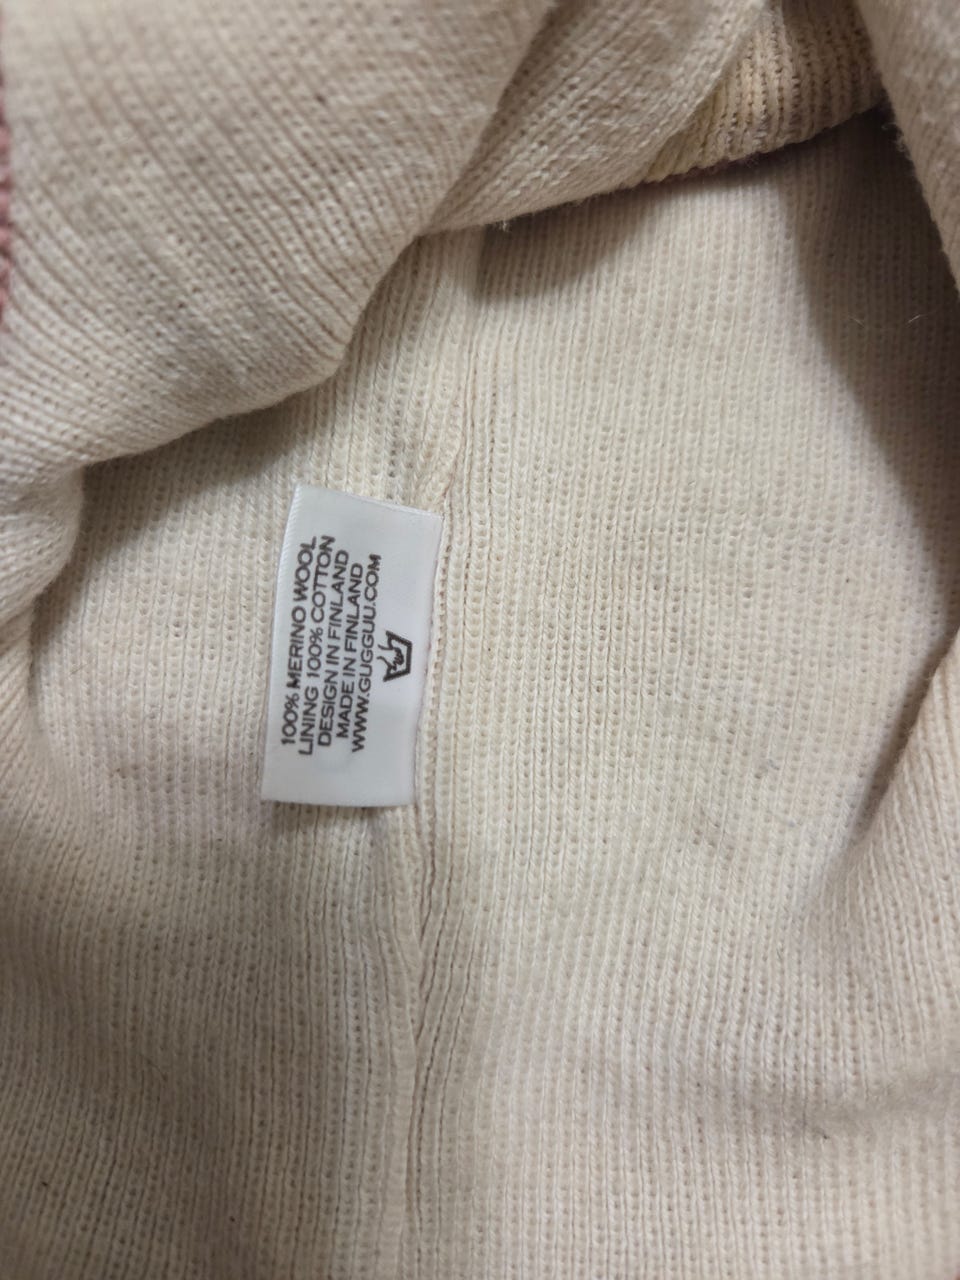 100% MERINO WOOL
LINING 100% COTTON
DESIGN IN FINLAND
MADE IN FINLAND
WWW.GUGGUU.COM